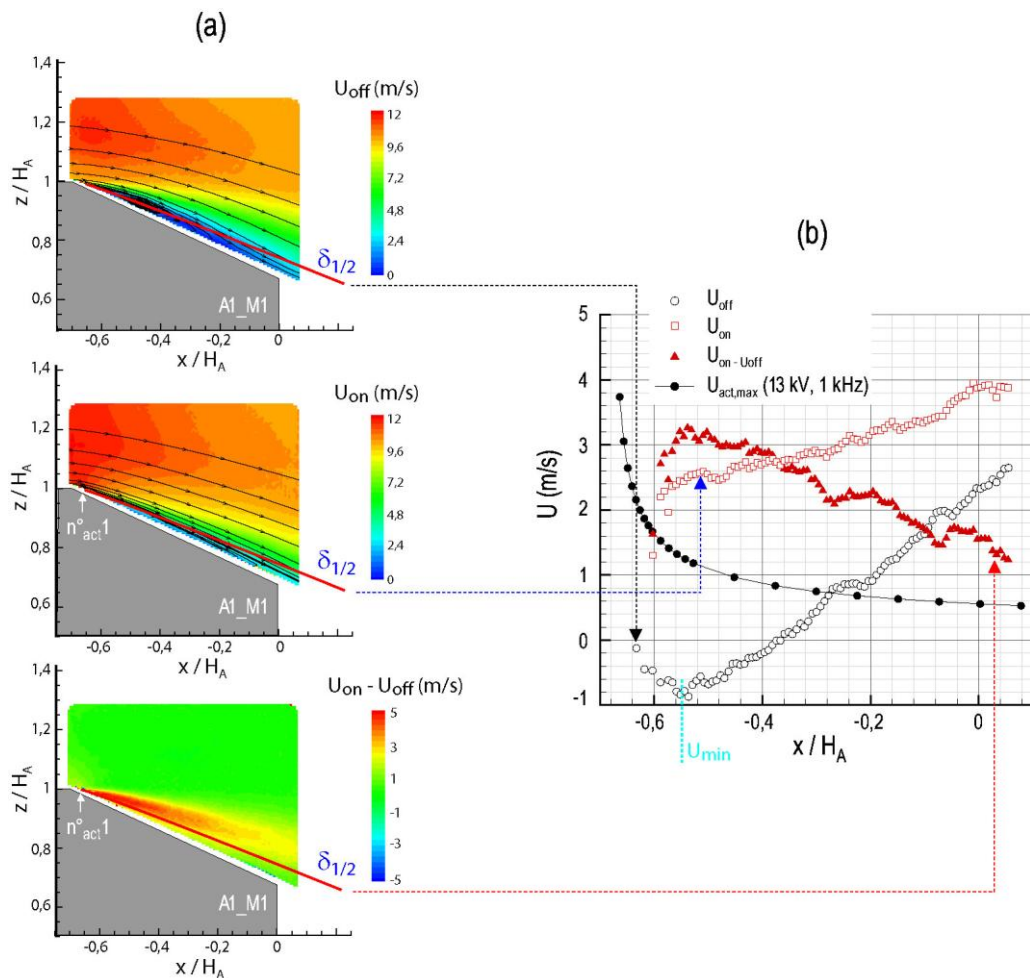 (a)
U_off (m/s)
12
9,6
7,2
4,8
2,4
0
1,4
1,2
1
0,8
0,6
z / H_A
δ_1/2
A1_M1
-0,6 -0,4 -0,2 0
x / H_A
U_on (m/s)
12
9,6
7,2
4,8
2,4
0
1,4
1,2
1
0,8
0,6
z / H_A
n°_act1
δ_1/2
A1_M1
-0,6 -0,4 -0,2 0
x / H_A
U_on - U_off (m/s)
5
3
1
-1
-3
-5
1,4
1,2
1
0,8
0,6
z / H_A
n°_act1
δ_1/2
A1_M1
-0,6 -0,4 -0,2 0
x / H_A
(b)
U_off
U_on
U_on - Uoff
U_act,max (13 kV, 1 kHz)
5
4
3
2
1
0
-1
U (m/s)
-0,6 -0,4 -0,2 0
x / H_A
U_min